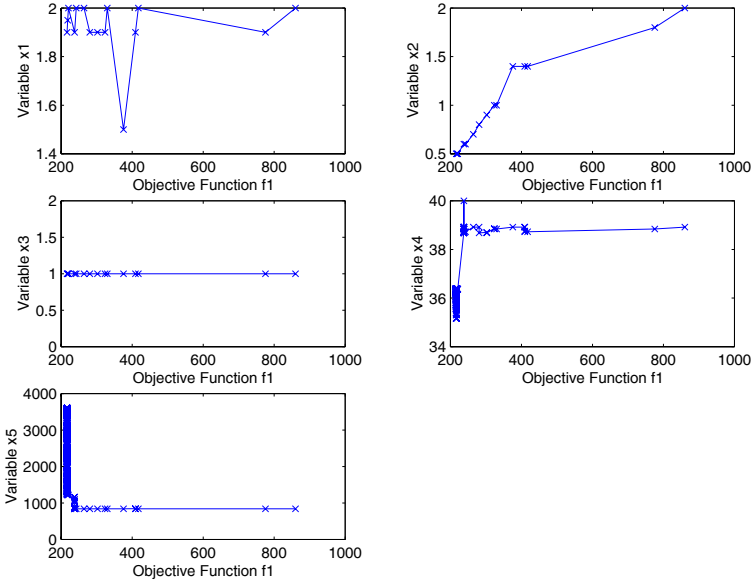 2
1.8
1.6
1.4
200 400 600 800 1000
Variable x1
Objective Function f1
2
1.5
1
0.5
200 400 600 800 1000
Variable x2
Objective Function f1
2
1.5
1
0.5
0
200 400 600 800 1000
Variable x3
Objective Function f1
40
38
36
34
200 400 600 800 1000
Variable x4
Objective Function f1
4000
3000
2000
1000
0
200 400 600 800 1000
Variable x5
Objective Function f1